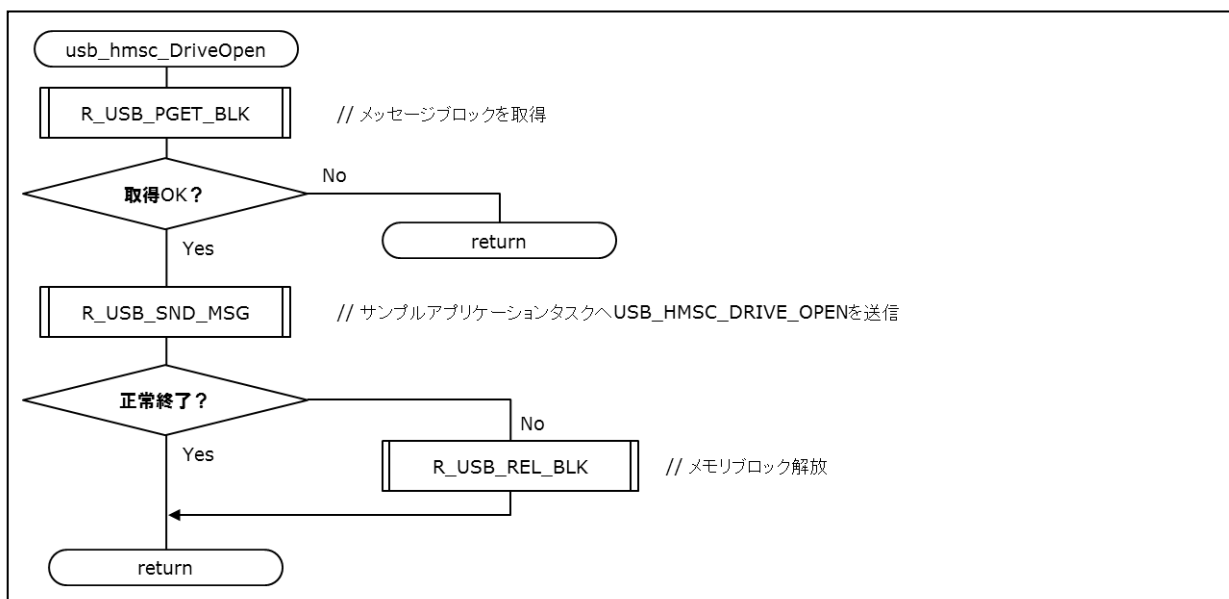 usb_hmsc_DriveOpen
R_USB_PGET_BLK
// メッセージブロックを取得
取得OK?
No
return
Yes
R_USB_SND_MSG
// サンプルアプリケーションタスクへUSB_HMSC_DRIVE_OPENを送信
正常終了?
No
Yes
R_USB_REL_BLK
// メモリブロック解放
return